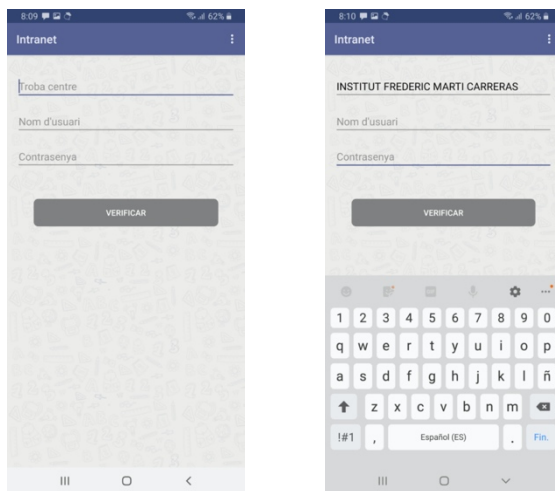 8:09 62%
Intranet
Troba centre
Nom d'usuari
Contrasenya
VERIFICAR
8:10 62%
Intranet
INSTITUT FREDERIC MARTI CARRERAS
Nom d'usuari
Contrasenya
VERIFICAR
1 2 3 4 5 6 7 8 9 0
q w e r t y u i o p
a s d f g h j k l ñ
z x c v b n m
!#1 , Español (ES) . Fin.